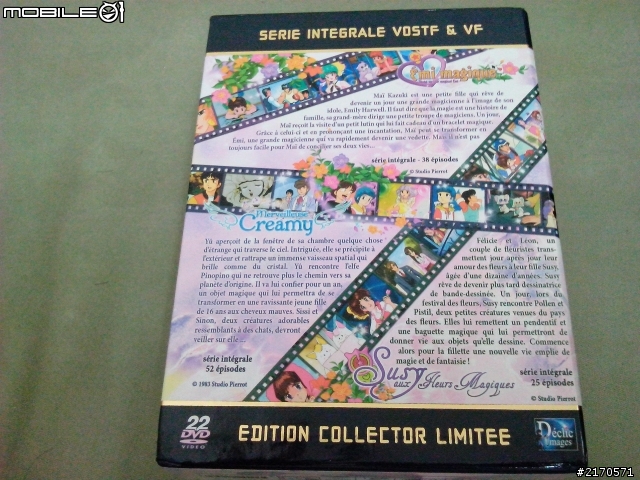 MOBILE01
SERIE INTEGRALE VOSTF & VF
Emi magique
Maï Kazuki est une petite fille qui rêve de
devenir un jour une grande magicienne à l'image de son
idole, Emily Harwell. Il faut dire que la magie est une histoire de
famille, sa grand-mère dirige une petite troupe de magiciens. Un jour,
Maï reçoit la visite d'un petit lutin qui lui fait cadeau d'un bracelet magique.
Grâce à celui-ci et en prononçant une incantation, Maï peut se transformer en
Emi, une grande magicienne qui va rapidement devenir une vedette. Mais il n'est pas
toujours facile pour Maï de concilier ses deux vies...
série intégrale - 38 épisodes
© Studio Pierrot
Merveilleuse
Creamy
Yû aperçoit de la fenêtre de sa chambre quelque chose
d'étrange qui traverse le ciel. Intriguée, elle se précipite à
l'extérieur et rattrape un immense vaisseau spatial qui
brille comme du cristal. Yû rencontre l'elfe
Pinopino qui ne retrouve plus le chemin vers sa
planète d'origine. Il va lui confier pour un an,
un objet magique qui lui permettra de se
transformer en une ravissante jeune fille
de 16 ans aux cheveux mauves. Sissi et
Sinon, deux créatures adorables
ressemblants à des chats, devront
veiller sur elle...
série intégrale
52 épisodes
© 1983 Studio Pierrot
Félicie et Léon, un
couple de fleuristes trans-
mettent jour après jour leur
amour des fleurs à leur fille Susy,
âgée d'une dizaine d'années. Susy
rêve de devenir plus tard dessinatrice
de bande-dessinée. Un jour, lors du
festival des fleurs, Susy rencontre Pollen et
Pistil, deux petites créatures venues du pays
des fleurs. Elles lui remettent un pendentif et
une baguette magique qui lui permettront de
donner vie aux objets qu'elle dessine. Commence
alors pour la fillette une nouvelle vie emplie de
magie et de fantaisie !
Susy
aux fleurs Magiques
série intégrale
25 épisodes
© Studio Pierrot
22
DVD
VIDEO
EDITION COLLECTOR LIMITEE
Déclic
Images
#2170571